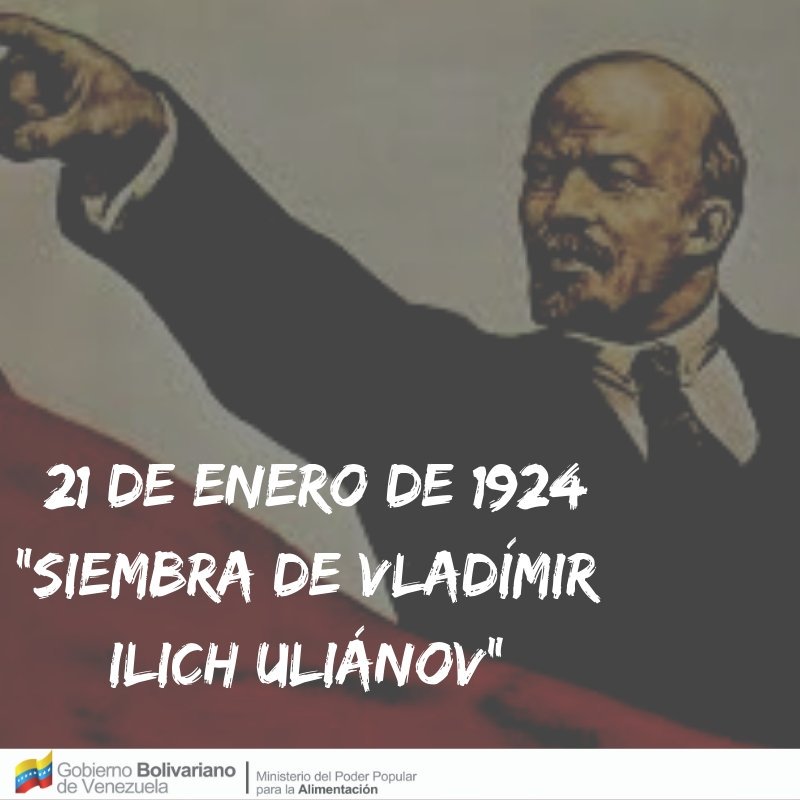 21 DE ENERO DE 1924
"SIEMBRA DE VLADÍMIR
ILICH ULIÁNOV"
Gobierno Bolivariano
de Venezuela
Ministerio del Poder Popular
para la Alimentación